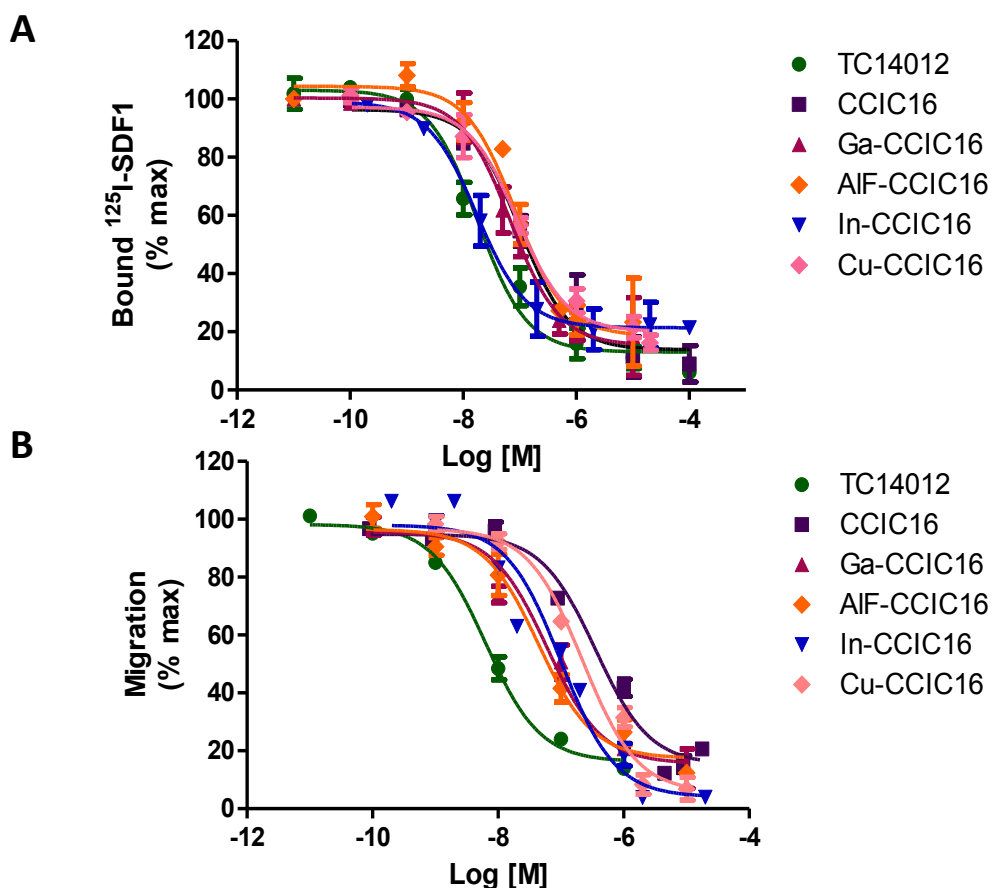 A
120
100
80
60
40
20
0
Bound ¹²⁵I-SDF1
(% max)
-12 -10 -8 -6 -4
Log [M]
TC14012
CCIC16
Ga-CCIC16
AlF-CCIC16
In-CCIC16
Cu-CCIC16
B
120
100
80
60
40
20
0
Migration
(% max)
-12 -10 -8 -6 -4
Log [M]
TC14012
CCIC16
Ga-CCIC16
AlF-CCIC16
In-CCIC16
Cu-CCIC16